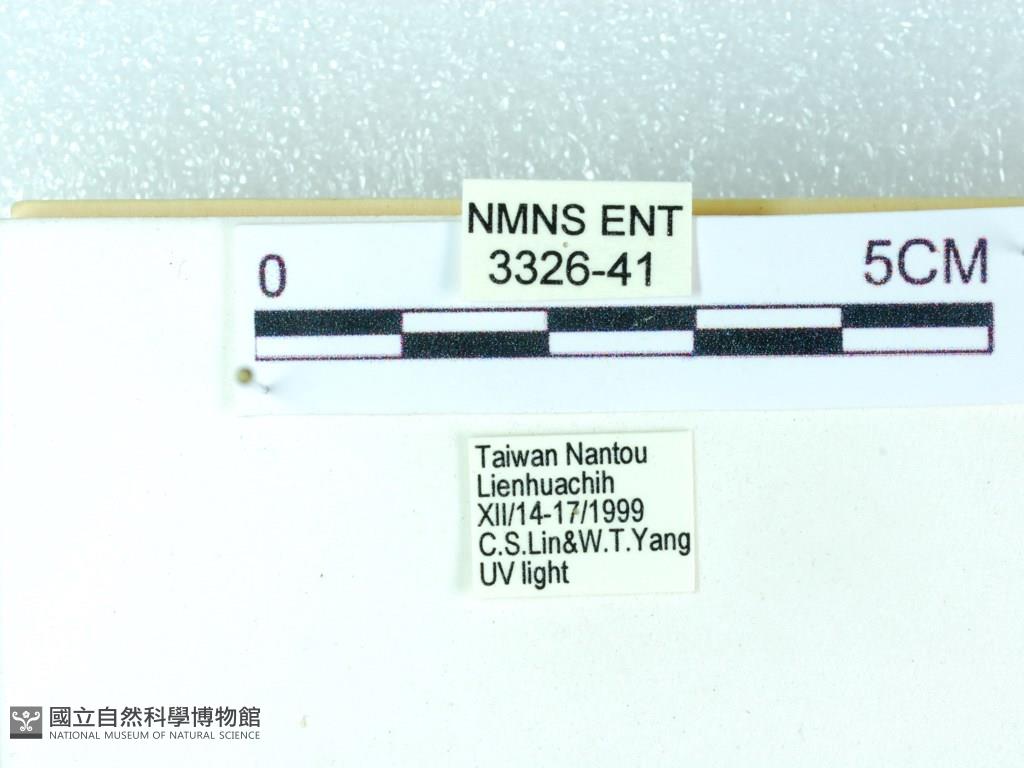 NMNS ENT
3326-41
0
5CM
Taiwan Nantou
Lienhuachih
XII/14-17/1999
C.S.Lin&W.T.Yang
UV light
國立自然科學博物館
NATIONAL MUSEUM OF NATURAL SCIENCE